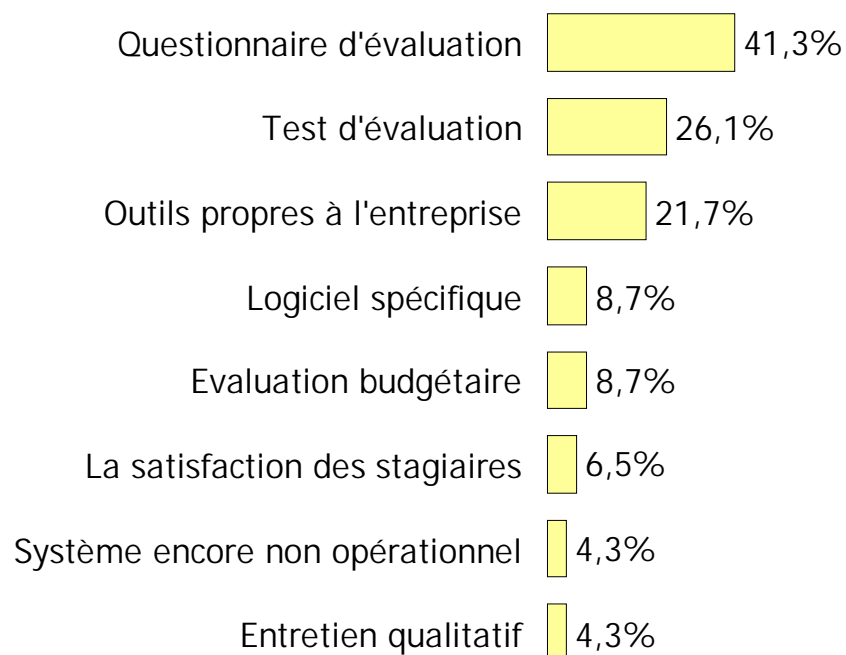 Questionnaire d'évaluation 41,3%
Test d'évaluation 26,1%
Outils propres à l'entreprise 21,7%
Logiciel spécifique 8,7%
Evaluation budgétaire 8,7%
La satisfaction des stagiaires 6,5%
Système encore non opérationnel 4,3%
Entretien qualitatif 4,3%